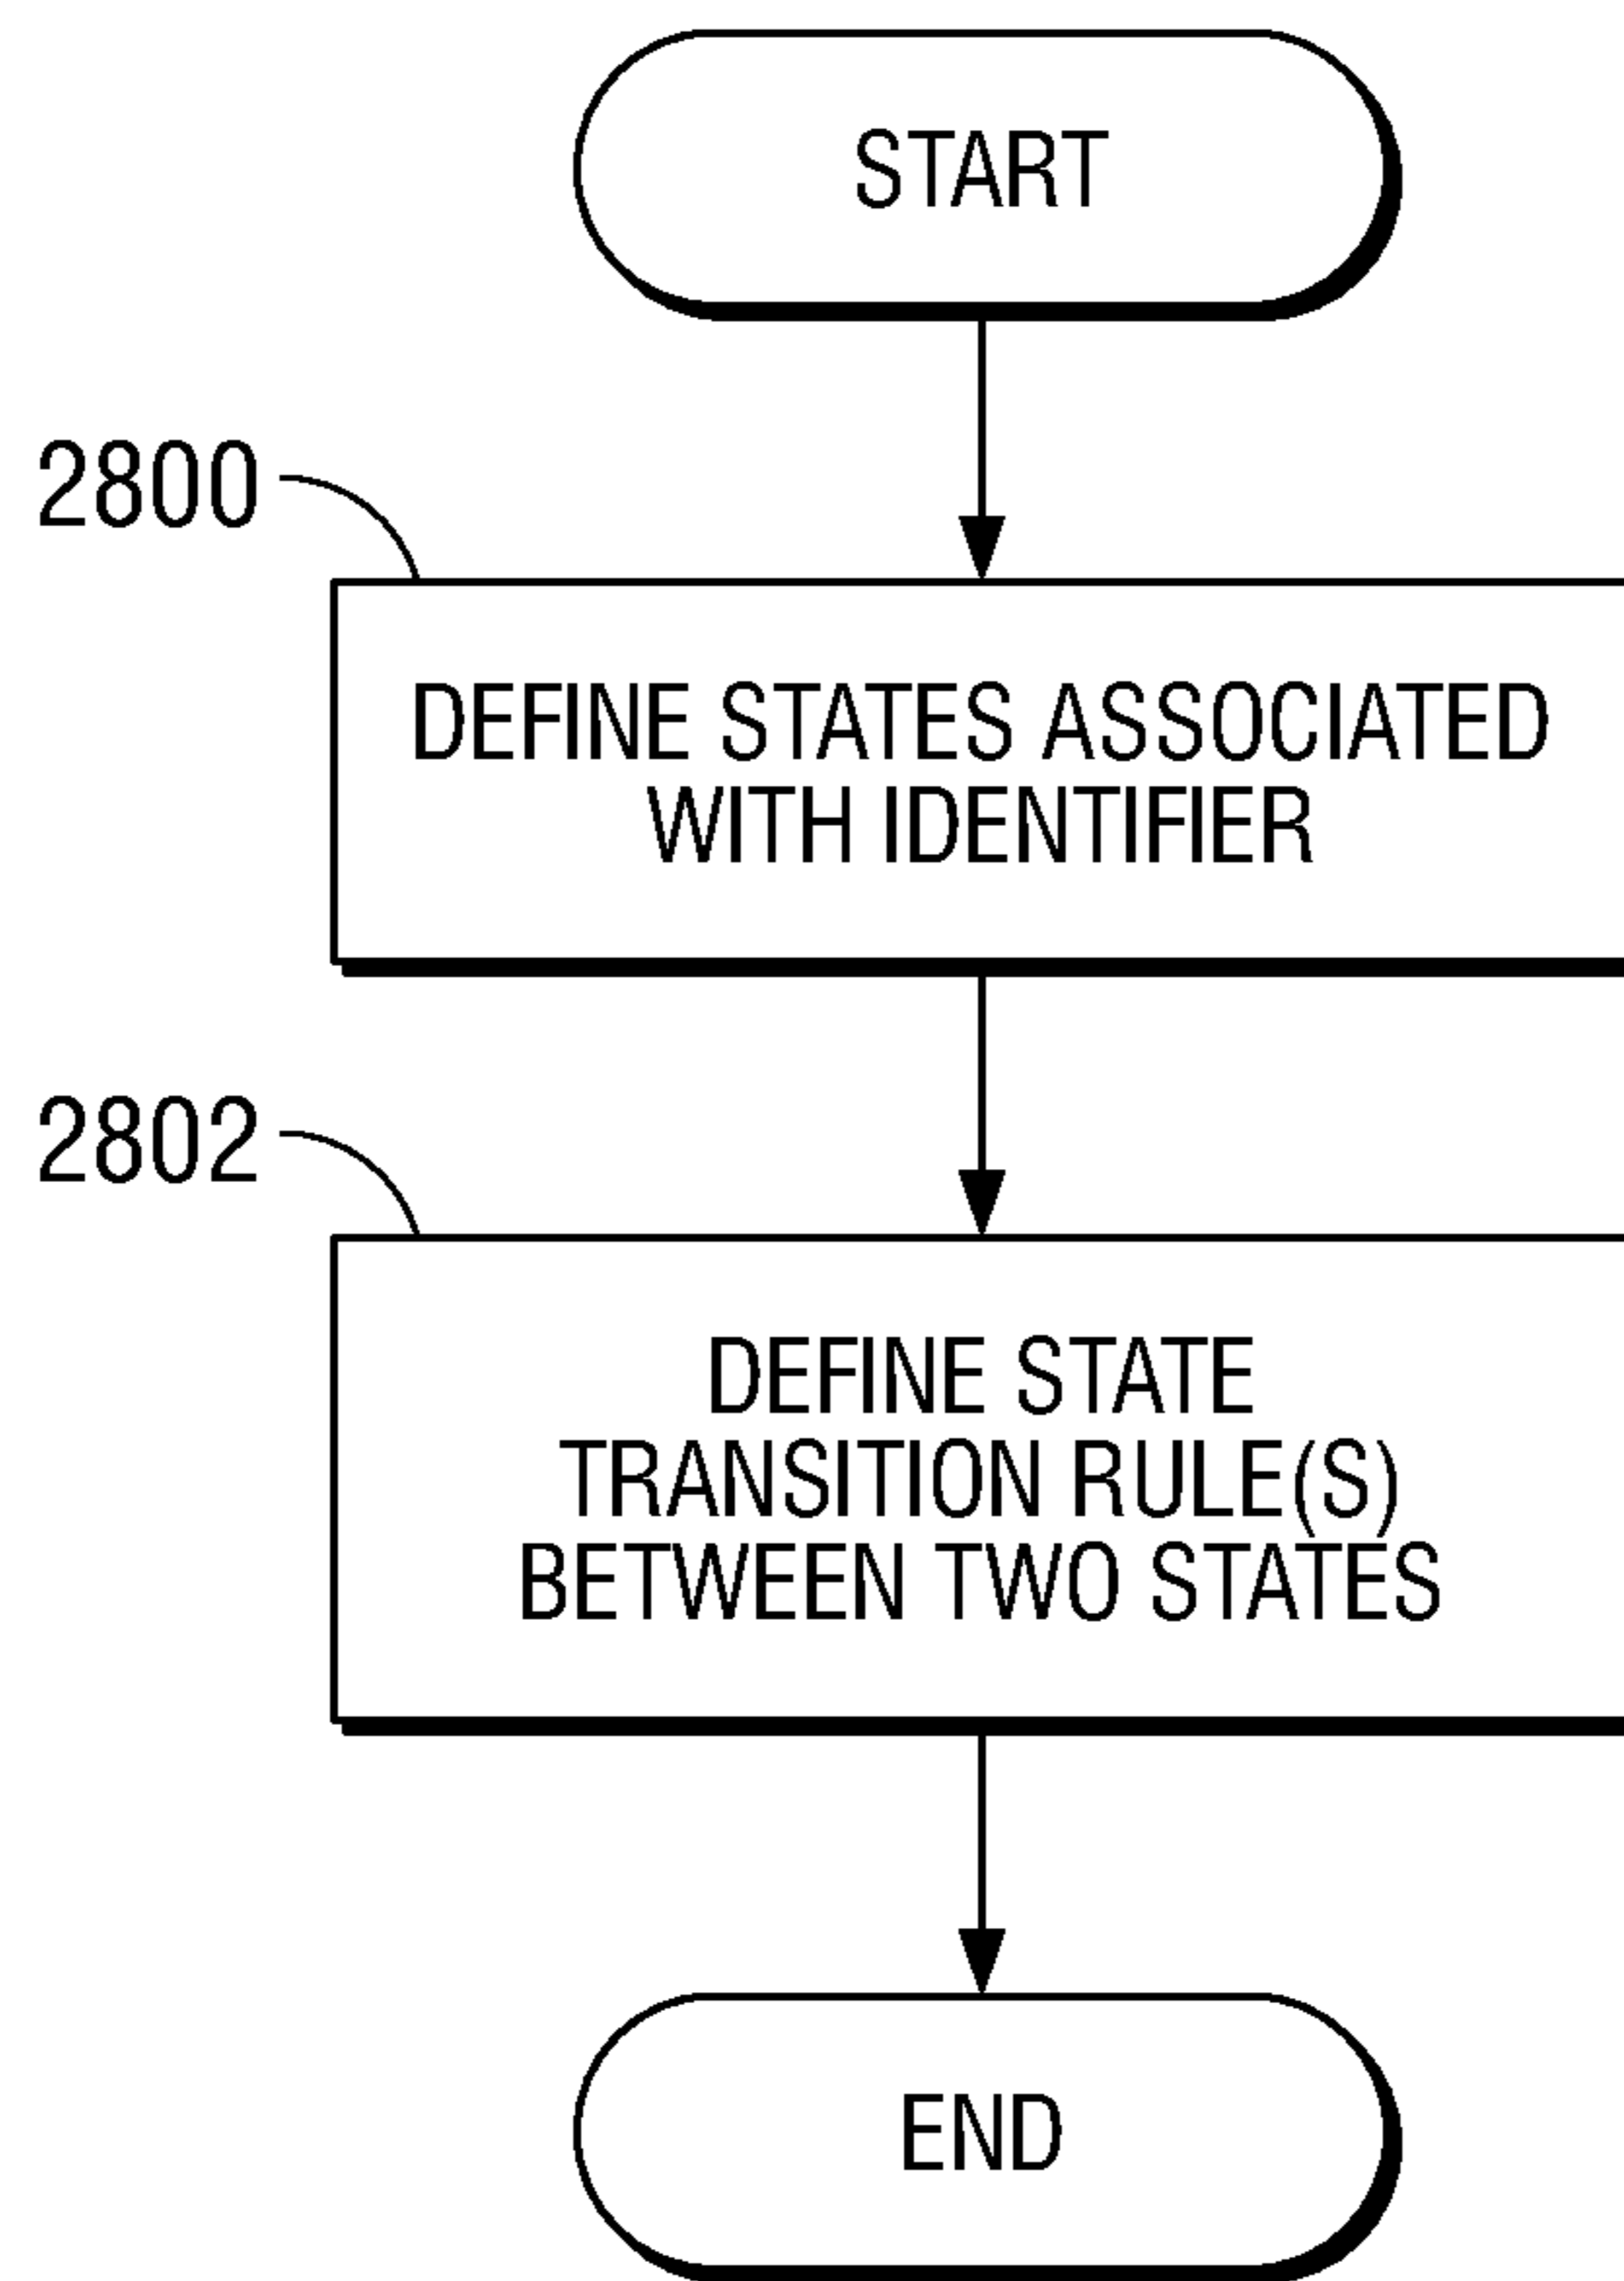 START
2800
DEFINE STATES ASSOCIATED
WITH IDENTIFIER
2802
DEFINE STATE
TRANSITION RULE(S)
BETWEEN TWO STATES
END